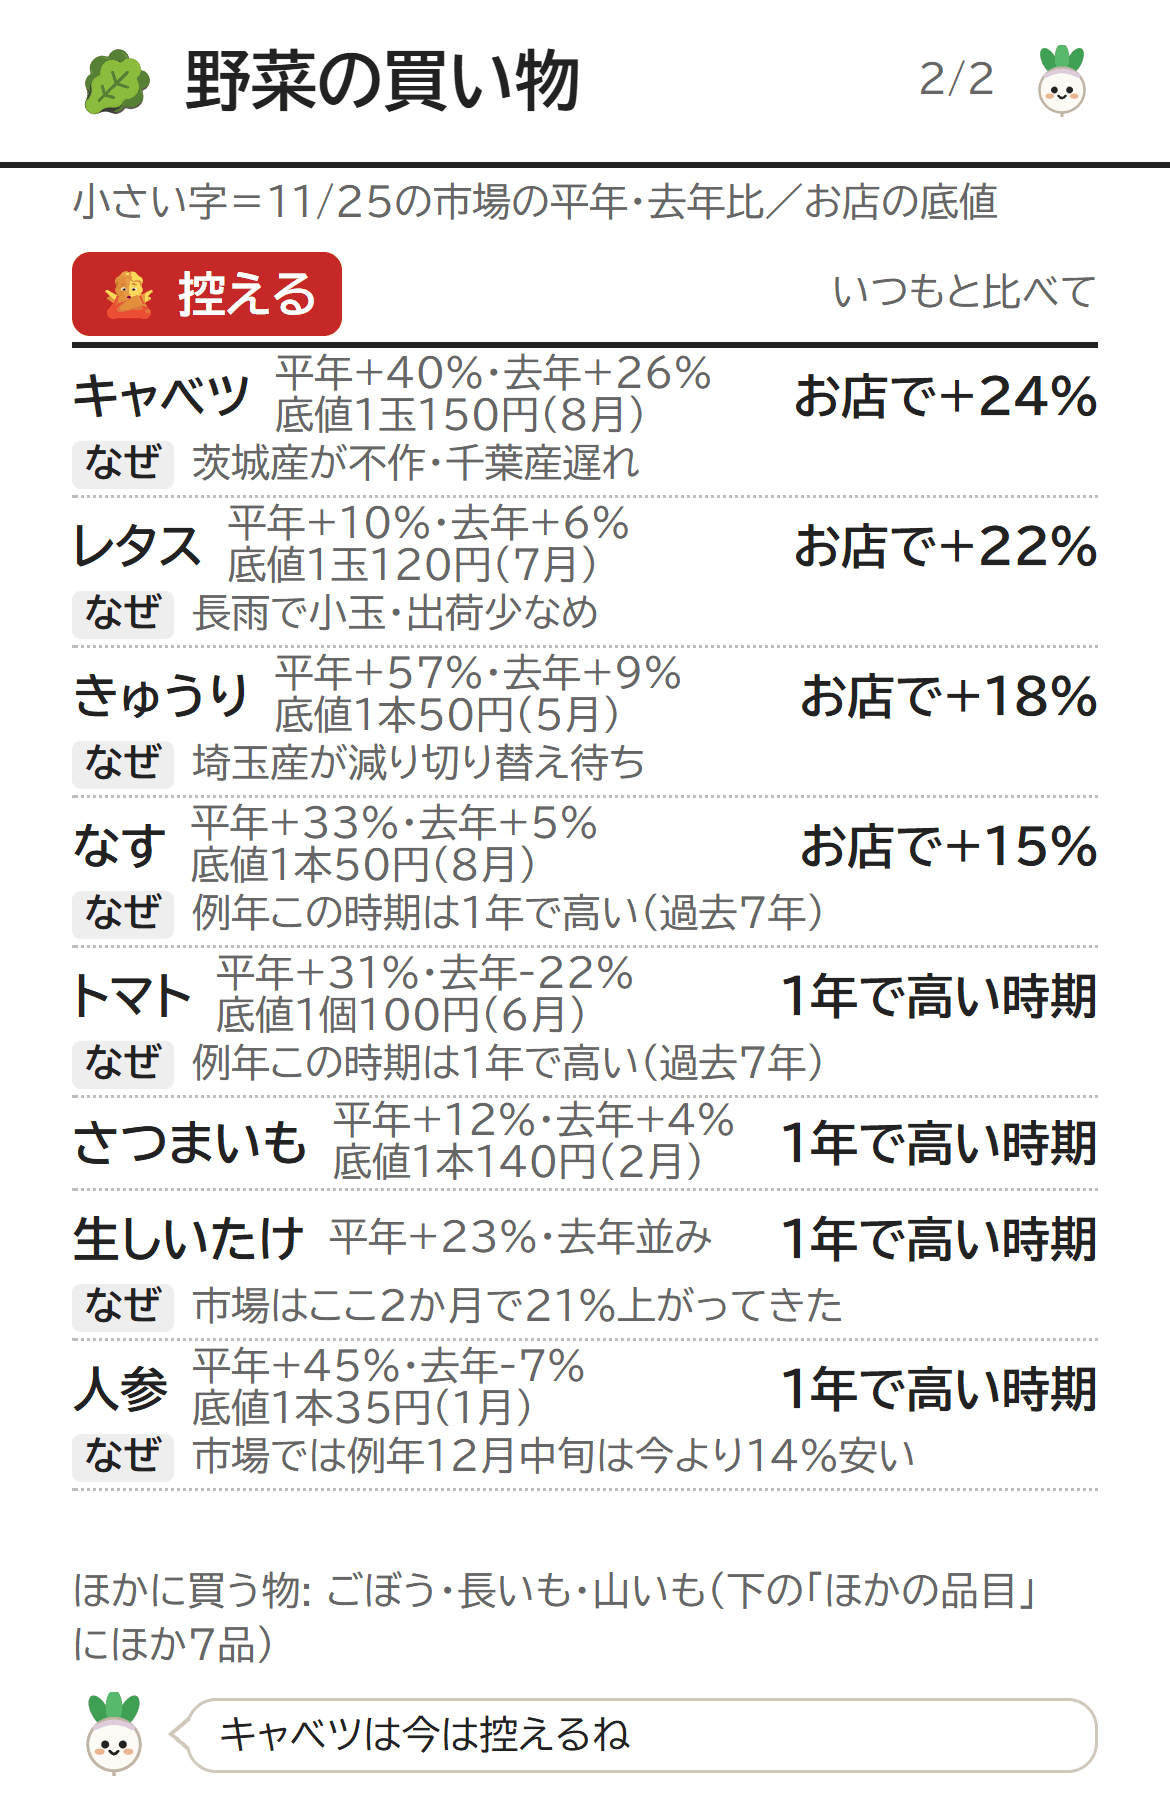 野菜の買い物
2/2
小さい字＝11/25の市場の平年・去年比／お店の底値
控える
いつもと比べて
キャベツ
平年+40%・去年+26%
底値1玉150円(8月)
お店で+24%
なぜ 茨城産が不作・千葉産遅れ
レタス
平年+10%・去年+6%
底値1玉120円(7月)
お店で+22%
なぜ 長雨で小玉・出荷少なめ
きゅうり
平年+57%・去年+9%
底値1本50円(5月)
お店で+18%
なぜ 埼玉産が減り切り替え待ち
なす
平年+33%・去年+5%
底値1本50円(8月)
お店で+15%
なぜ 例年この時期は1年で高い(過去7年)
トマト
平年+31%・去年-22%
底値1個100円(6月)
1年で高い時期
なぜ 例年この時期は1年で高い(過去7年)
さつまいも
平年+12%・去年+4%
底値1本140円(2月)
1年で高い時期
生しいたけ
平年+23%・去年並み
1年で高い時期
なぜ 市場はここ2か月で21%上がってきた
人参
平年+45%・去年-7%
底値1本35円(1月)
1年で高い時期
なぜ 市場では例年12月中旬は今より14%安い
ほかに買う物: ごぼう・長いも・山いも(下の「ほかの品目」
にほか7品)
キャベツは今は控えるね